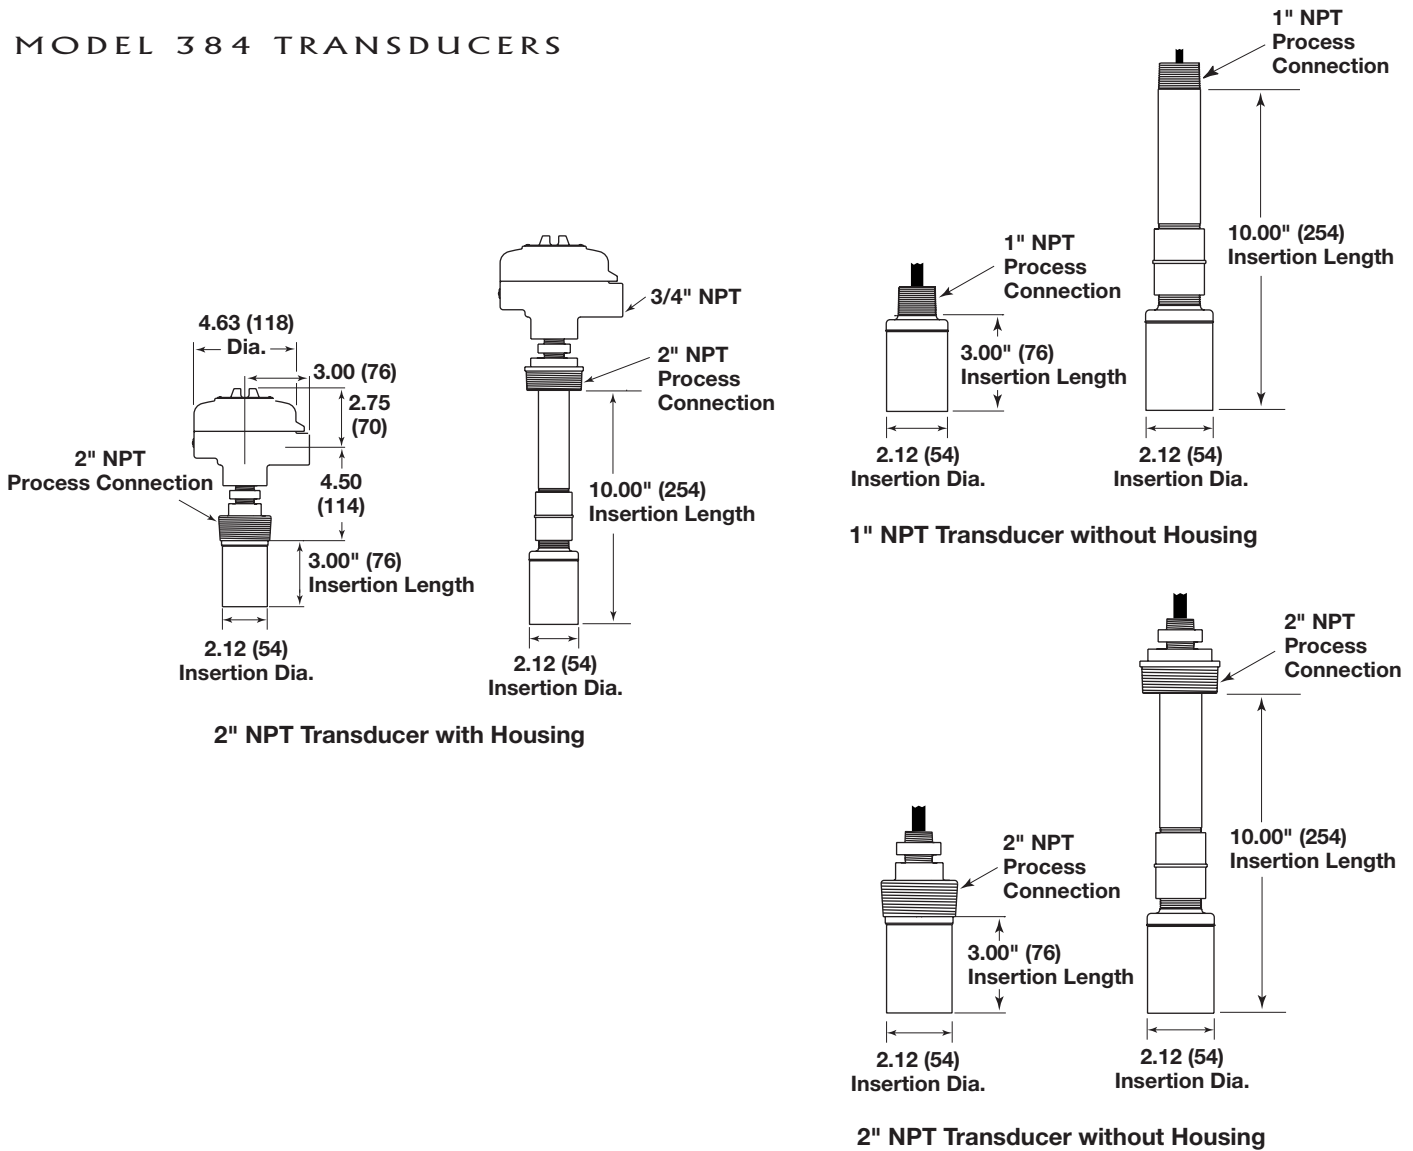 MODEL 384 TRANSDUCERS
4.63 (118)
Dia.
3.00 (76)
2.75
(70)
2" NPT
Process Connection
4.50
(114)
3.00" (76)
Insertion Length
2.12 (54)
Insertion Dia.
3/4" NPT
2" NPT
Process
Connection
10.00" (254)
Insertion Length
2.12 (54)
Insertion Dia.
2" NPT Transducer with Housing
1" NPT
Process
Connection
3.00" (76)
Insertion Length
2.12 (54)
Insertion Dia.
1" NPT
Process
Connection
10.00" (254)
Insertion Length
2.12 (54)
Insertion Dia.
1" NPT Transducer without Housing
2" NPT
Process
Connection
3.00" (76)
Insertion Length
2.12 (54)
Insertion Dia.
2" NPT
Process
Connection
10.00" (254)
Insertion Length
2.12 (54)
Insertion Dia.
2" NPT Transducer without Housing